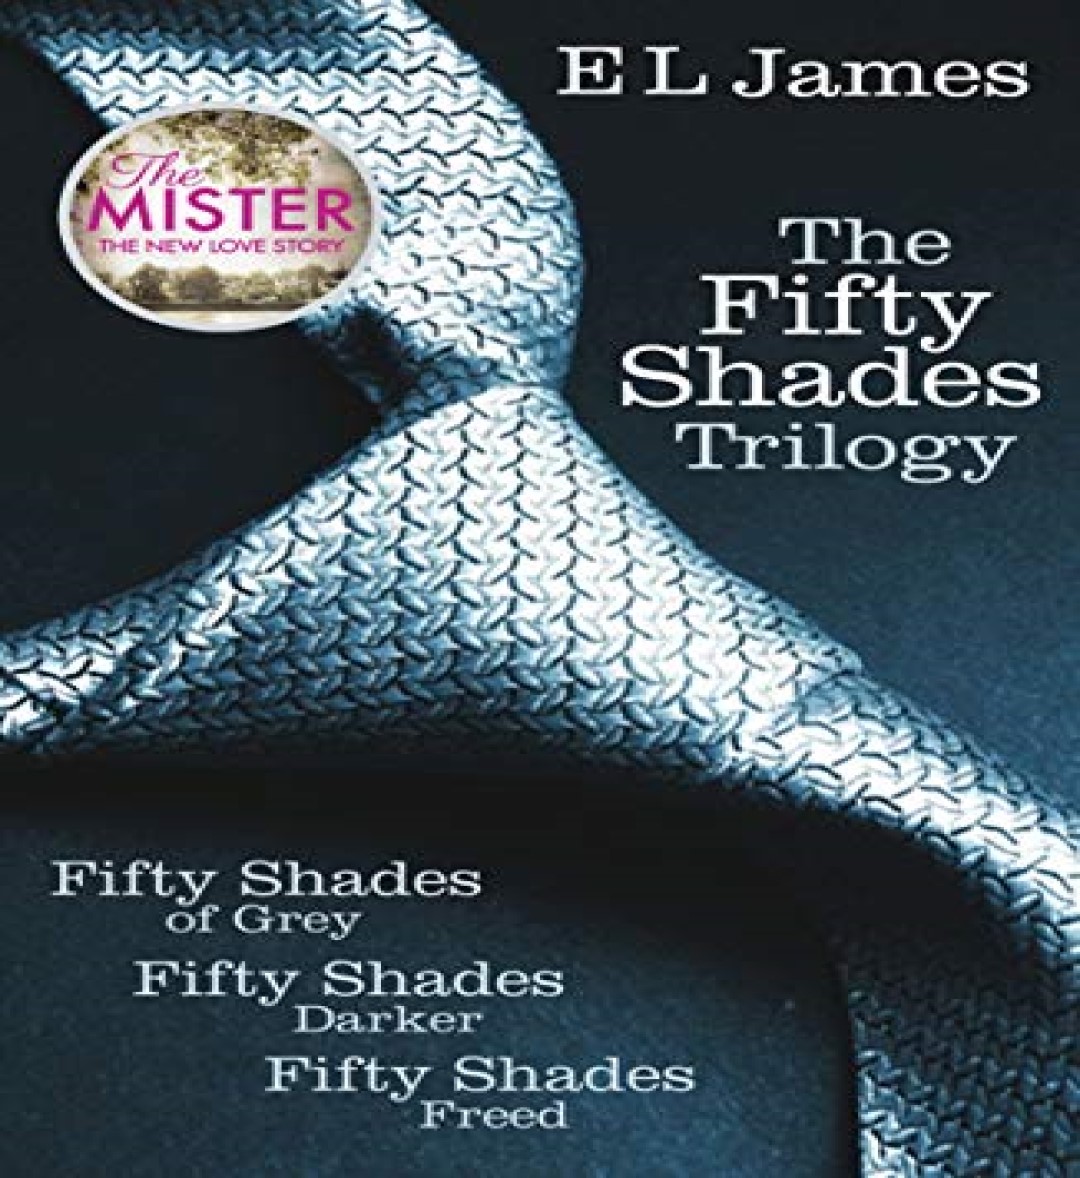 E L James
The
MISTER
THE NEW LOVE STORY
The
Fifty
Shades
Trilogy
Fifty Shades
of Grey
Fifty Shades
Darker
Fifty Shades
Freed